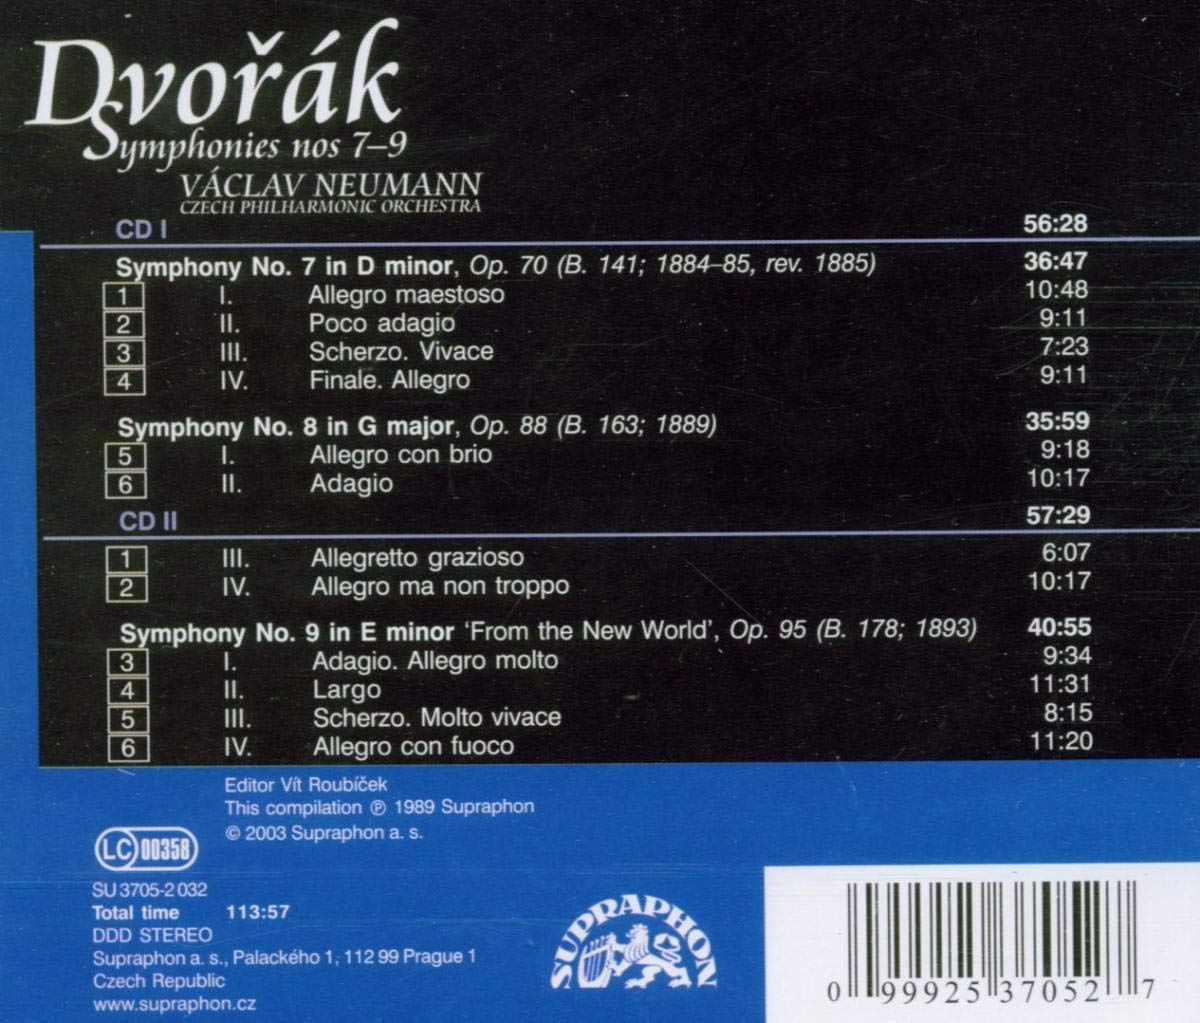 Dvořák
Symphonies nos 7–9
VÁCLAV NEUMANN
CZECH PHILHARMONIC ORCHESTRA
CD I 56:28
Symphony No. 7 in D minor, Op. 70 (B. 141; 1884–85, rev. 1885) 36:47
1 I. Allegro maestoso 10:48
2 II. Poco adagio 9:11
3 III. Scherzo. Vivace 7:23
4 IV. Finale. Allegro 9:11
Symphony No. 8 in G major, Op. 88 (B. 163; 1889) 35:59
5 I. Allegro con brio 9:18
6 II. Adagio 10:17
CD II 57:29
1 III. Allegretto grazioso 6:07
2 IV. Allegro ma non troppo 10:17
Symphony No. 9 in E minor ‘From the New World’, Op. 95 (B. 178; 1893) 40:55
3 I. Adagio. Allegro molto 9:34
4 II. Largo 11:31
5 III. Scherzo. Molto vivace 8:15
6 IV. Allegro con fuoco 11:20
Editor Vít Roubíček
This compilation ℗ 1989 Supraphon
© 2003 Supraphon a. s.
LC 00358
SU 3705-2 032
Total time 113:57
DDD STEREO
Supraphon a. s., Palackého 1, 112 99 Prague 1
Czech Republic
www.supraphon.cz
SUPRAPHON
0 99925 37052 7